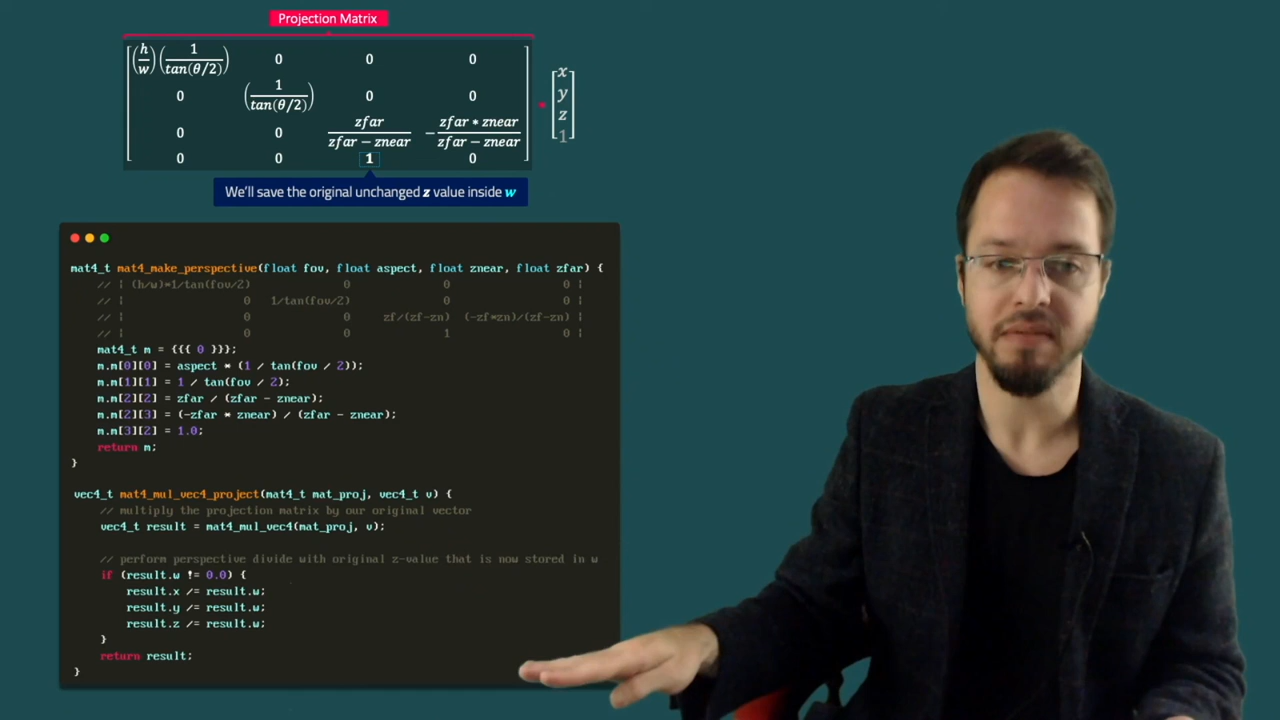 Projection Matrix
(h/w)(1/tan(θ/2)) 0 0 0
0 (1/tan(θ/2)) 0 0
0 0 zfar/zfar − znear −zfar * znear/zfar − znear
0 0 1 0
x
y
z
1
We'll save the original unchanged z value inside w
mat4_t mat4_make_perspective(float fov, float aspect, float znear, float zfar) {
// | (h/w)*1/tan(fov/2) 0 0 0 |
// | 0 1/tan(fov/2) 0 0 |
// | 0 0 zf/(zf-zn) (-zf*zn)/(zf-zn) |
// | 0 0 1 0 |
mat4_t m = {{{ 0 }}};
m.m[0][0] = aspect * (1 / tan(fov / 2));
m.m[1][1] = 1 / tan(fov / 2);
m.m[2][2] = zfar / (zfar - znear);
m.m[2][3] = (-zfar * znear) / (zfar - znear);
m.m[3][2] = 1.0;
return m;
}
vec4_t mat4_mul_vec4_project(mat4_t mat_proj, vec4_t v) {
// multiply the projection matrix by our original vector
vec4_t result = mat4_mul_vec4(mat_proj, v);
// perform perspective divide with original z-value that is now stored in w
if (result.w != 0.0) {
result.x /= result.w;
result.y /= result.w;
result.z /= result.w;
}
return result;
}